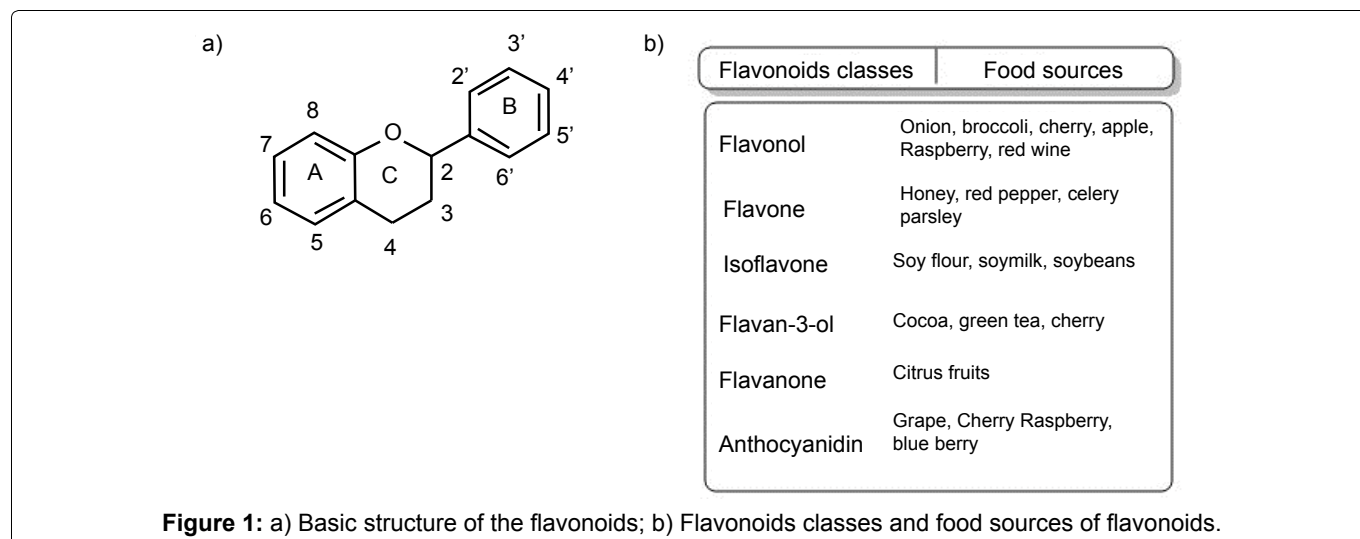 a)
3’
2’
4’
B
8
O
5’
7
A
C
2
6’
6
3
5
4
b)
Flavonoids classes Food sources
Flavonol
Onion, broccoli, cherry, apple,
Raspberry, red wine
Flavone
Honey, red pepper, celery
parsley
Isoflavone
Soy flour, soymilk, soybeans
Flavan-3-ol
Cocoa, green tea, cherry
Flavanone
Citrus fruits
Anthocyanidin
Grape, Cherry Raspberry,
blue berry
Figure 1: a) Basic structure of the flavonoids; b) Flavonoids classes and food sources of flavonoids.